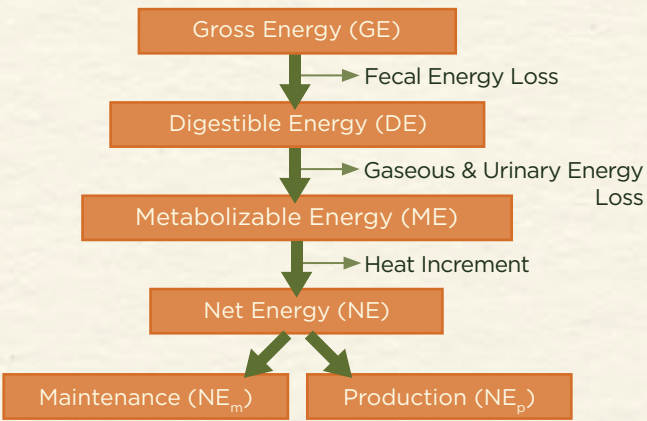 Gross Energy (GE)
Fecal Energy Loss
Digestible Energy (DE)
Gaseous & Urinary Energy
Loss
Metabolizable Energy (ME)
Heat Increment
Net Energy (NE)
Maintenance (NEm)
Production (NEp)